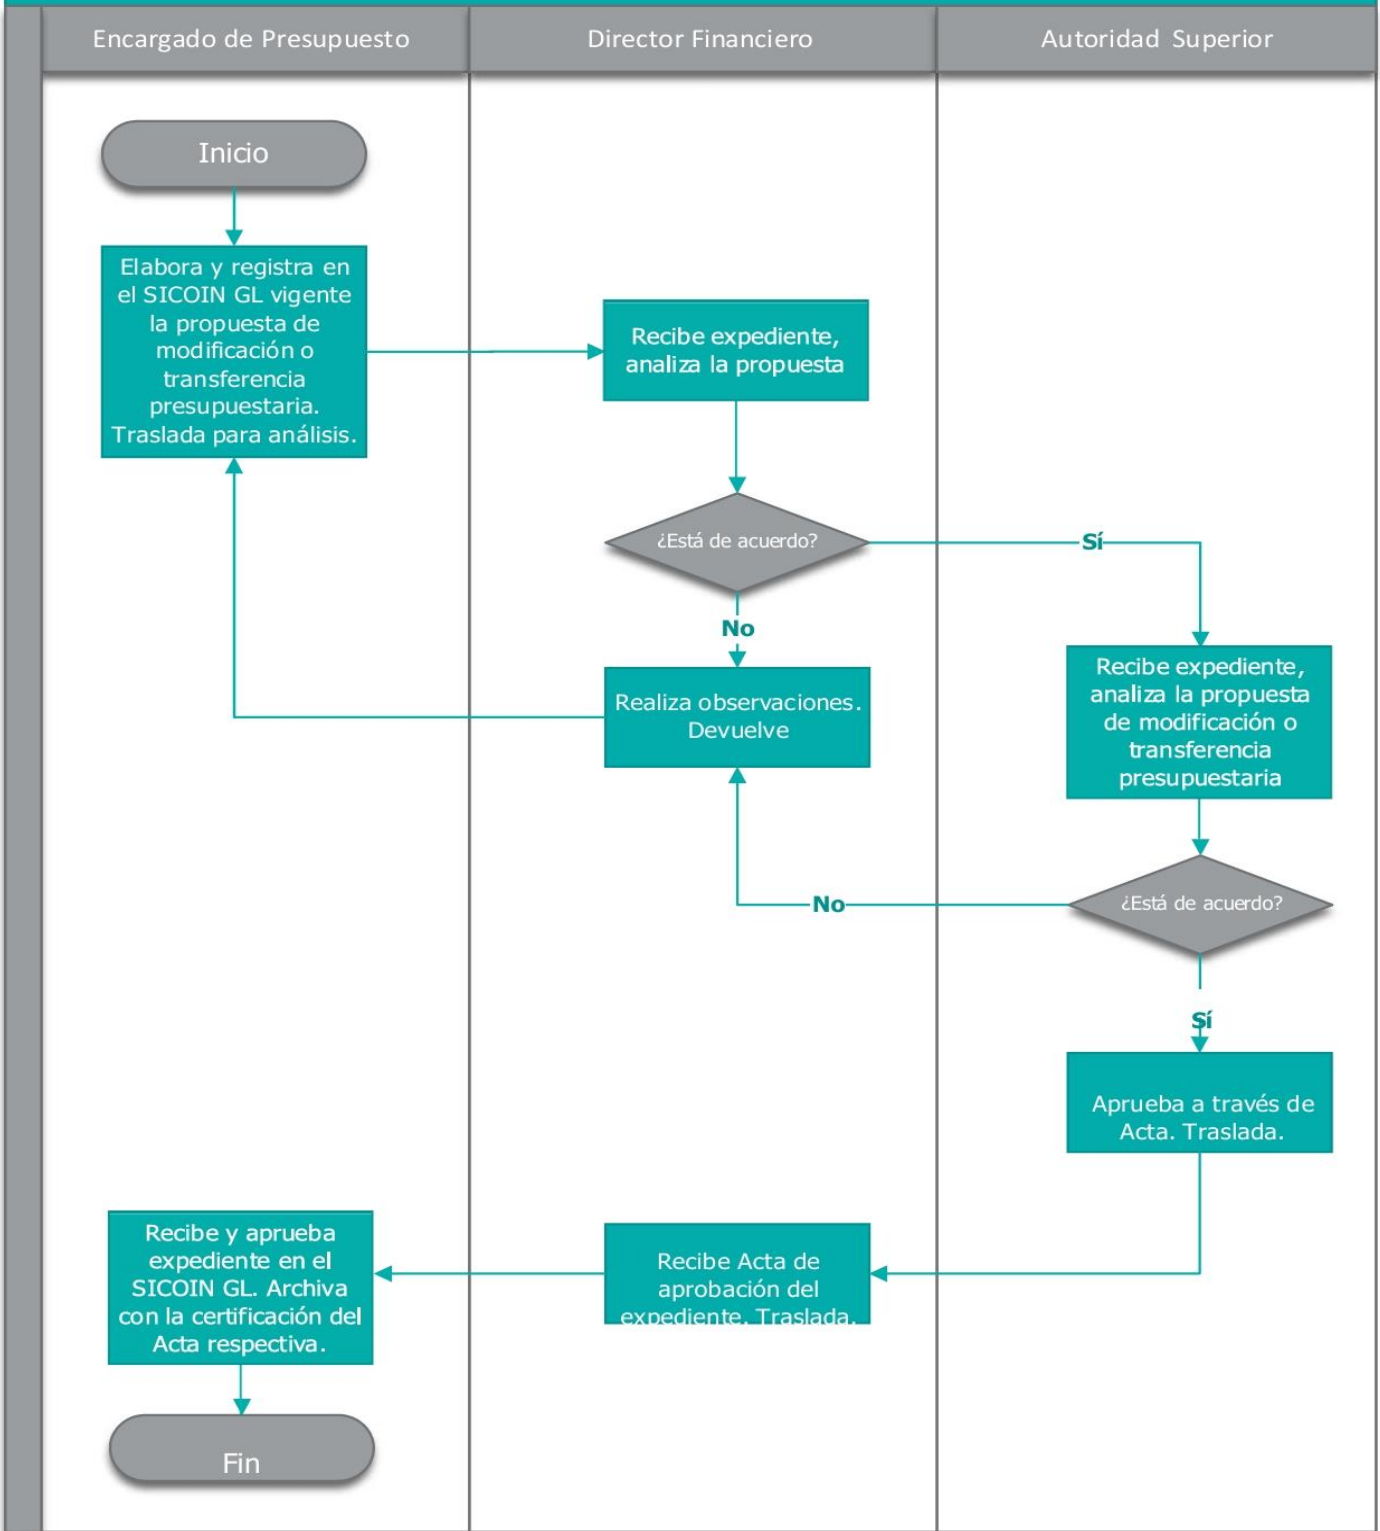 Encargado de Presupuesto
Director Financiero
Autoridad Superior
Inicio
Elabora y registra en
el SICOIN GL vigente
la propuesta de
modificación o
transferencia
presupuestaria.
Traslada para análisis.
Recibe expediente,
analiza la propuesta
¿Está de acuerdo?
Sí
No
Realiza observaciones.
Devuelve
Recibe expediente,
analiza la propuesta
de modificación o
transferencia
presupuestaria
¿Está de acuerdo?
No
Sí
Aprueba a través de
Acta. Traslada.
Recibe Acta de
aprobación del
expediente. Traslada.
Recibe y aprueba
expediente en el
SICOIN GL. Archiva
con la certificación del
Acta respectiva.
Fin